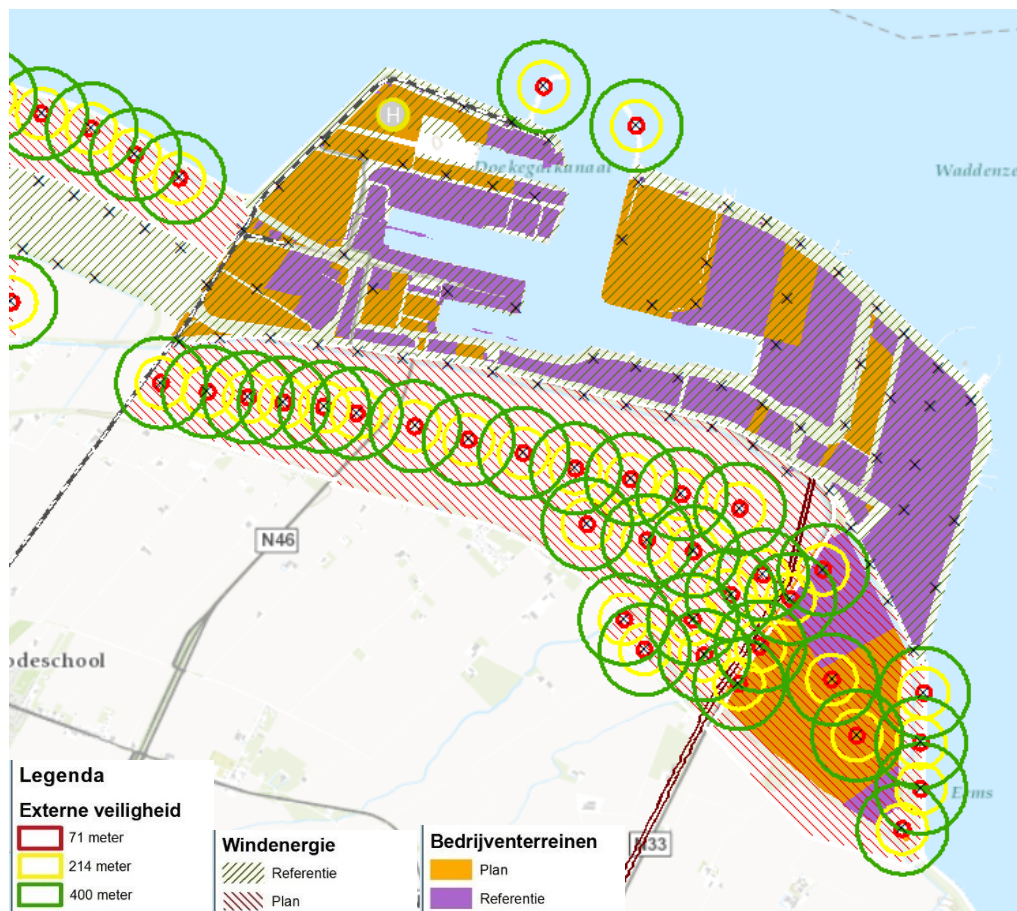 H
Doekegatkanaal
Waddenze
N46
odeschool
Eems
N33
Legenda
Externe veiligheid
71 meter
214 meter
400 meter
Windenergie
Referentie
Plan
Bedrijventerreinen
Plan
Referentie